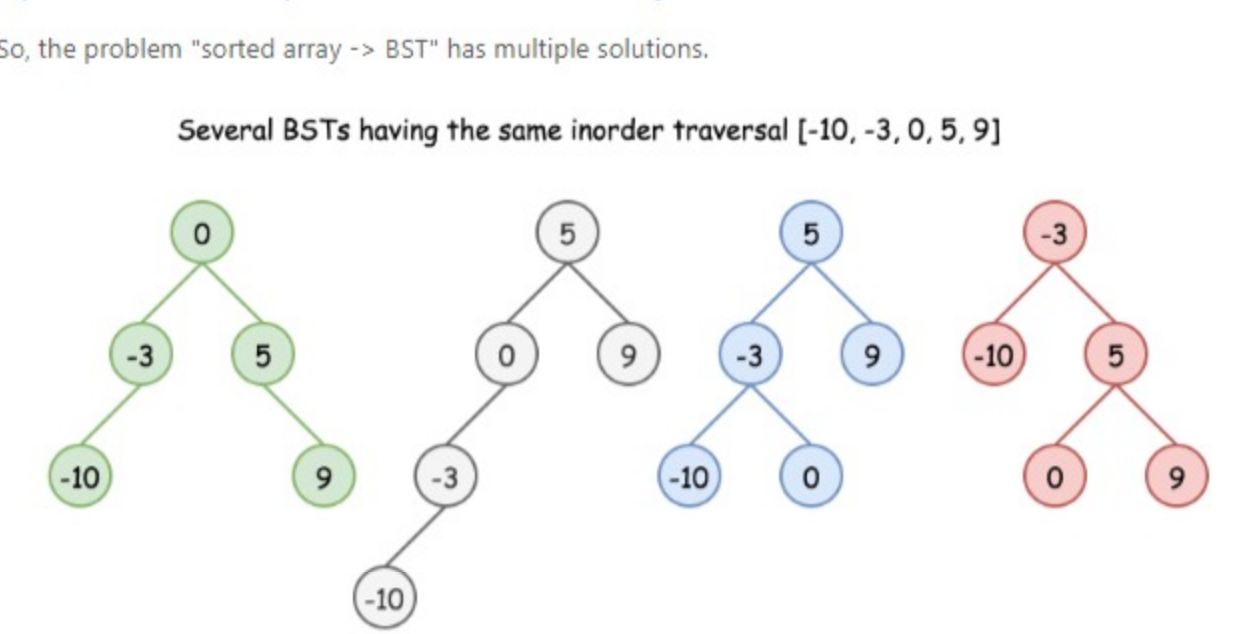 So, the problem "sorted array -> BST" has multiple solutions.
Several BSTs having the same inorder traversal [-10, -3, 0, 5, 9]
0 5 5 -3
-3 5 0 9 -3 9 -10 5
-10 9 -3 -10 0 0 9
-10